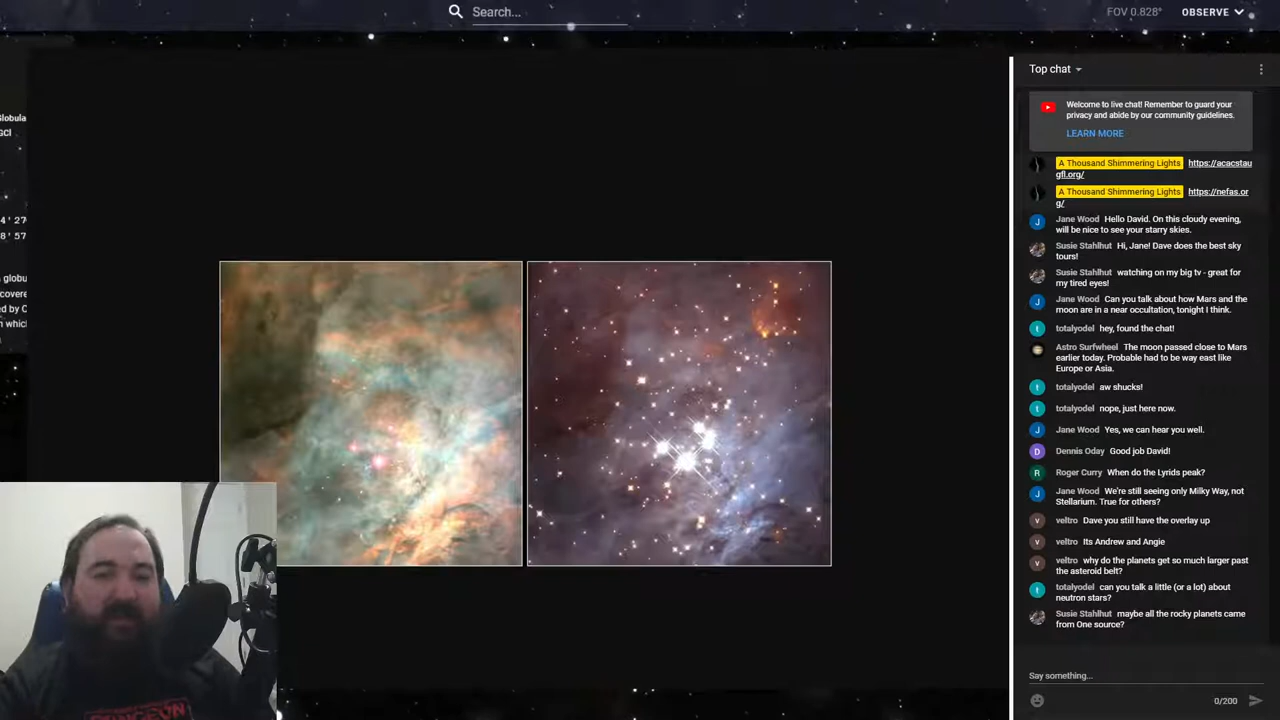 Search...
FOV 0.828°
OBSERVE
Globula
GCI
4' 27
8' 57
globu
covere
ed by C
n which
Top chat
Welcome to live chat! Remember to guard your
privacy and abide by our community guidelines.
LEARN MORE
A Thousand Shimmering Lights https://acacstau
gfl.org/
A Thousand Shimmering Lights https://nefas.or
g/
J
Jane Wood Hello David. On this cloudy evening,
will be nice to see your starry skies.
Susie Stahlhut Hi, Jane! Dave does the best sky
tours!
Susie Stahlhut watching on my big tv - great for
my tired eyes!
J
Jane Wood Can you talk about how Mars and the
moon are in a near occultation, tonight I think.
t
totalyodel hey, found the chat!
Astro Surfwheel The moon passed close to Mars
earlier today. Probable had to be way east like
Europe or Asia.
t
totalyodel aw shucks!
t
totalyodel nope, just here now.
J
Jane Wood Yes, we can hear you well.
D
Dennis Oday Good job David!
R
Roger Curry When do the Lyrids peak?
J
Jane Wood We're still seeing only Milky Way, not
Stellarium. True for others?
v
veltro Dave you still have the overlay up
v
veltro Its Andrew and Angie
v
veltro why do the planets get so much larger past
the asteroid belt?
t
totalyodel can you talk a little (or a lot) about
neutron stars?
Susie Stahlhut maybe all the rocky planets came
from One source?
Say something...
0/200